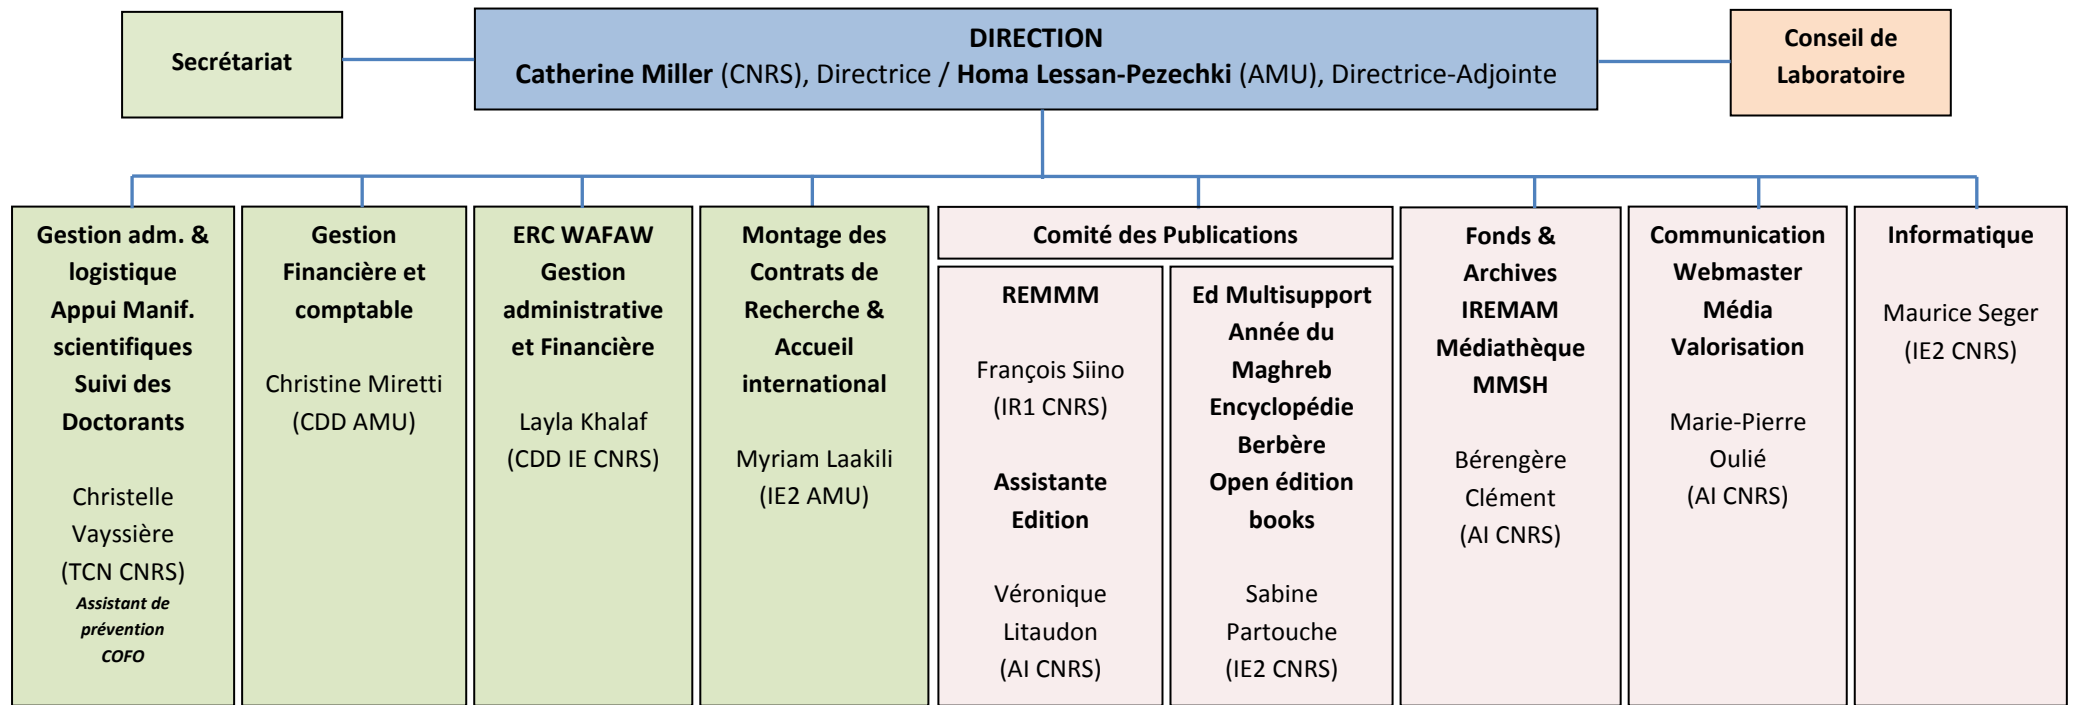 Secrétariat
DIRECTION
Catherine Miller (CNRS), Directrice / Homa Lessan-Pezechki (AMU), Directrice-Adjointe
Conseil de
Laboratoire
Gestion adm. &
logistique
Appui Manif.
scientifiques
Suivi des
Doctorants
Christelle
Vayssière
(TCN CNRS)
Assistant de
prévention
COFO
Gestion
Financière et
comptable
Christine Miretti
(CDD AMU)
ERC WAFAW
Gestion
administrative
et Financière
Layla Khalaf
(CDD IE CNRS)
Montage des
Contrats de
Recherche &
Accueil
international
Myriam Laakili
(IE2 AMU)
Comité des Publications
REMMM
François Siino
(IR1 CNRS)
Assistante
Edition
Véronique
Litaudon
(AI CNRS)
Ed Multisupport
Année du
Maghreb
Encyclopédie
Berbère
Open édition
books
Sabine
Partouche
(IE2 CNRS)
Fonds &
Archives
IREMAM
Médiathèque
MMSH
Bérengère
Clément
(AI CNRS)
Communication
Webmaster
Média
Valorisation
Marie-Pierre
Oulié
(AI CNRS)
Informatique
Maurice Seger
(IE2 CNRS)